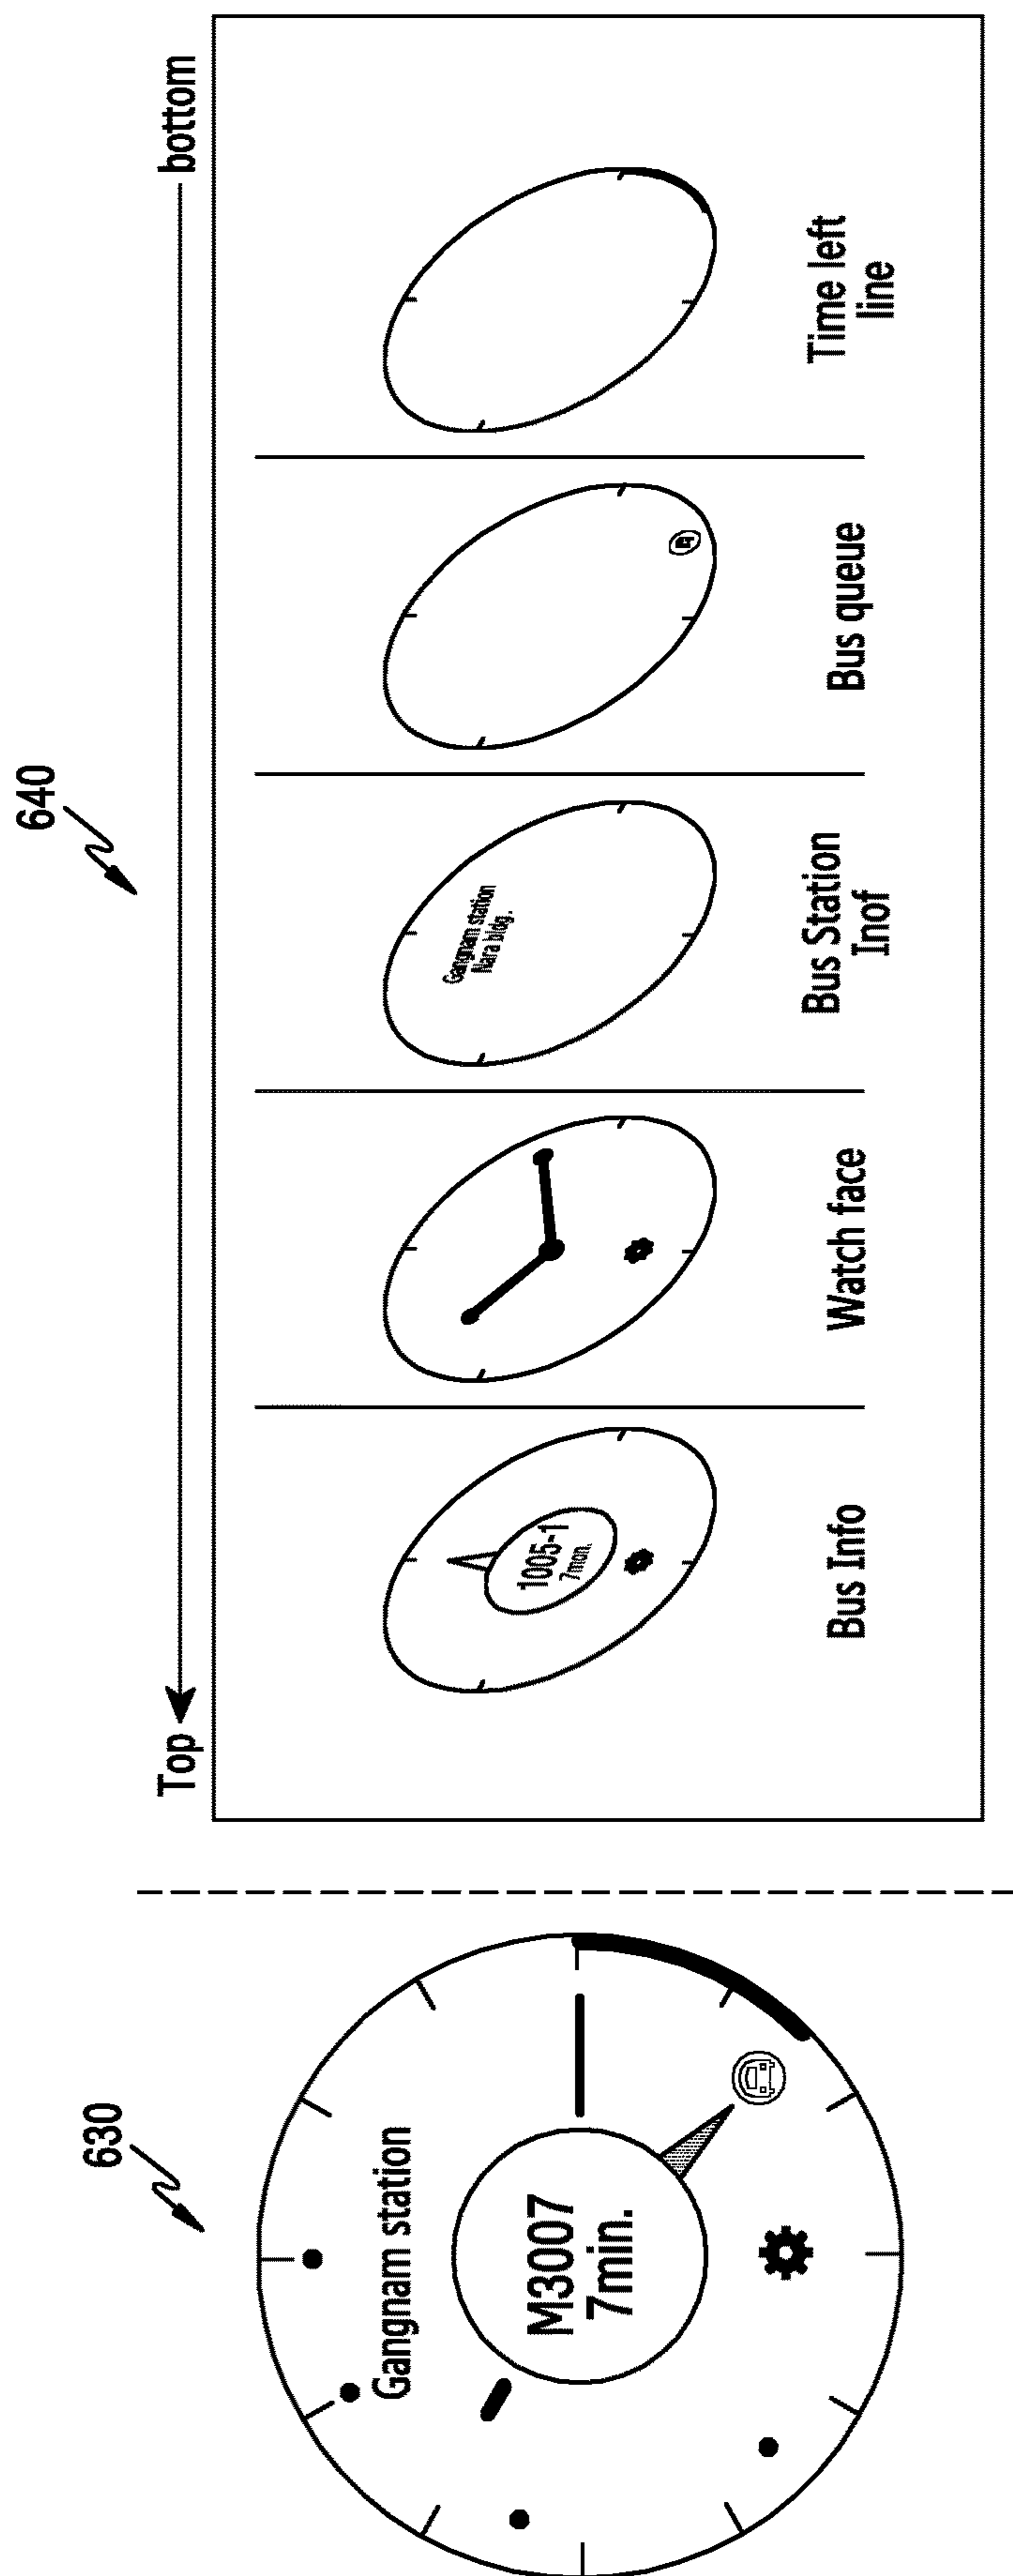 630
Gangnam station
M3007
7min.
640
Top
bottom
1005-1
7man.
Gangnam station
Nara bldg.
Bus Info
Watch face
Bus Station
Inof
Bus queue
Time left
line